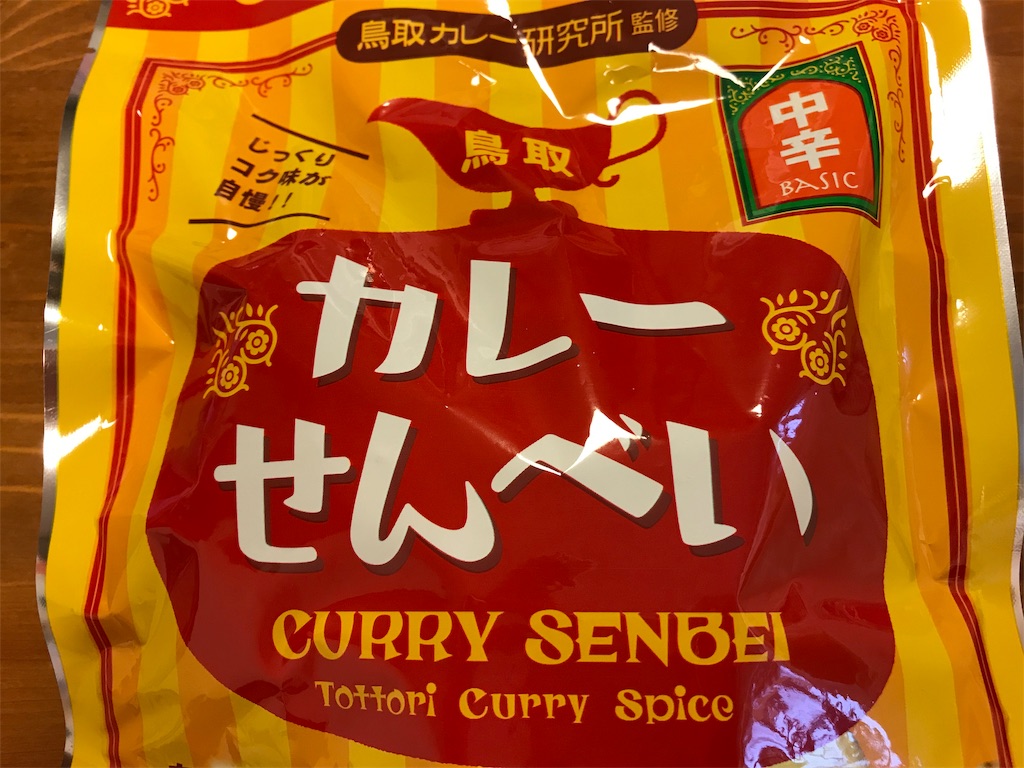 鳥取カレー研究所 監修
じっくり
コク味が
自慢!!
鳥取
中辛
BASIC
カレー
せんべい
CURRY SENBEI
Tottori Curry Spice